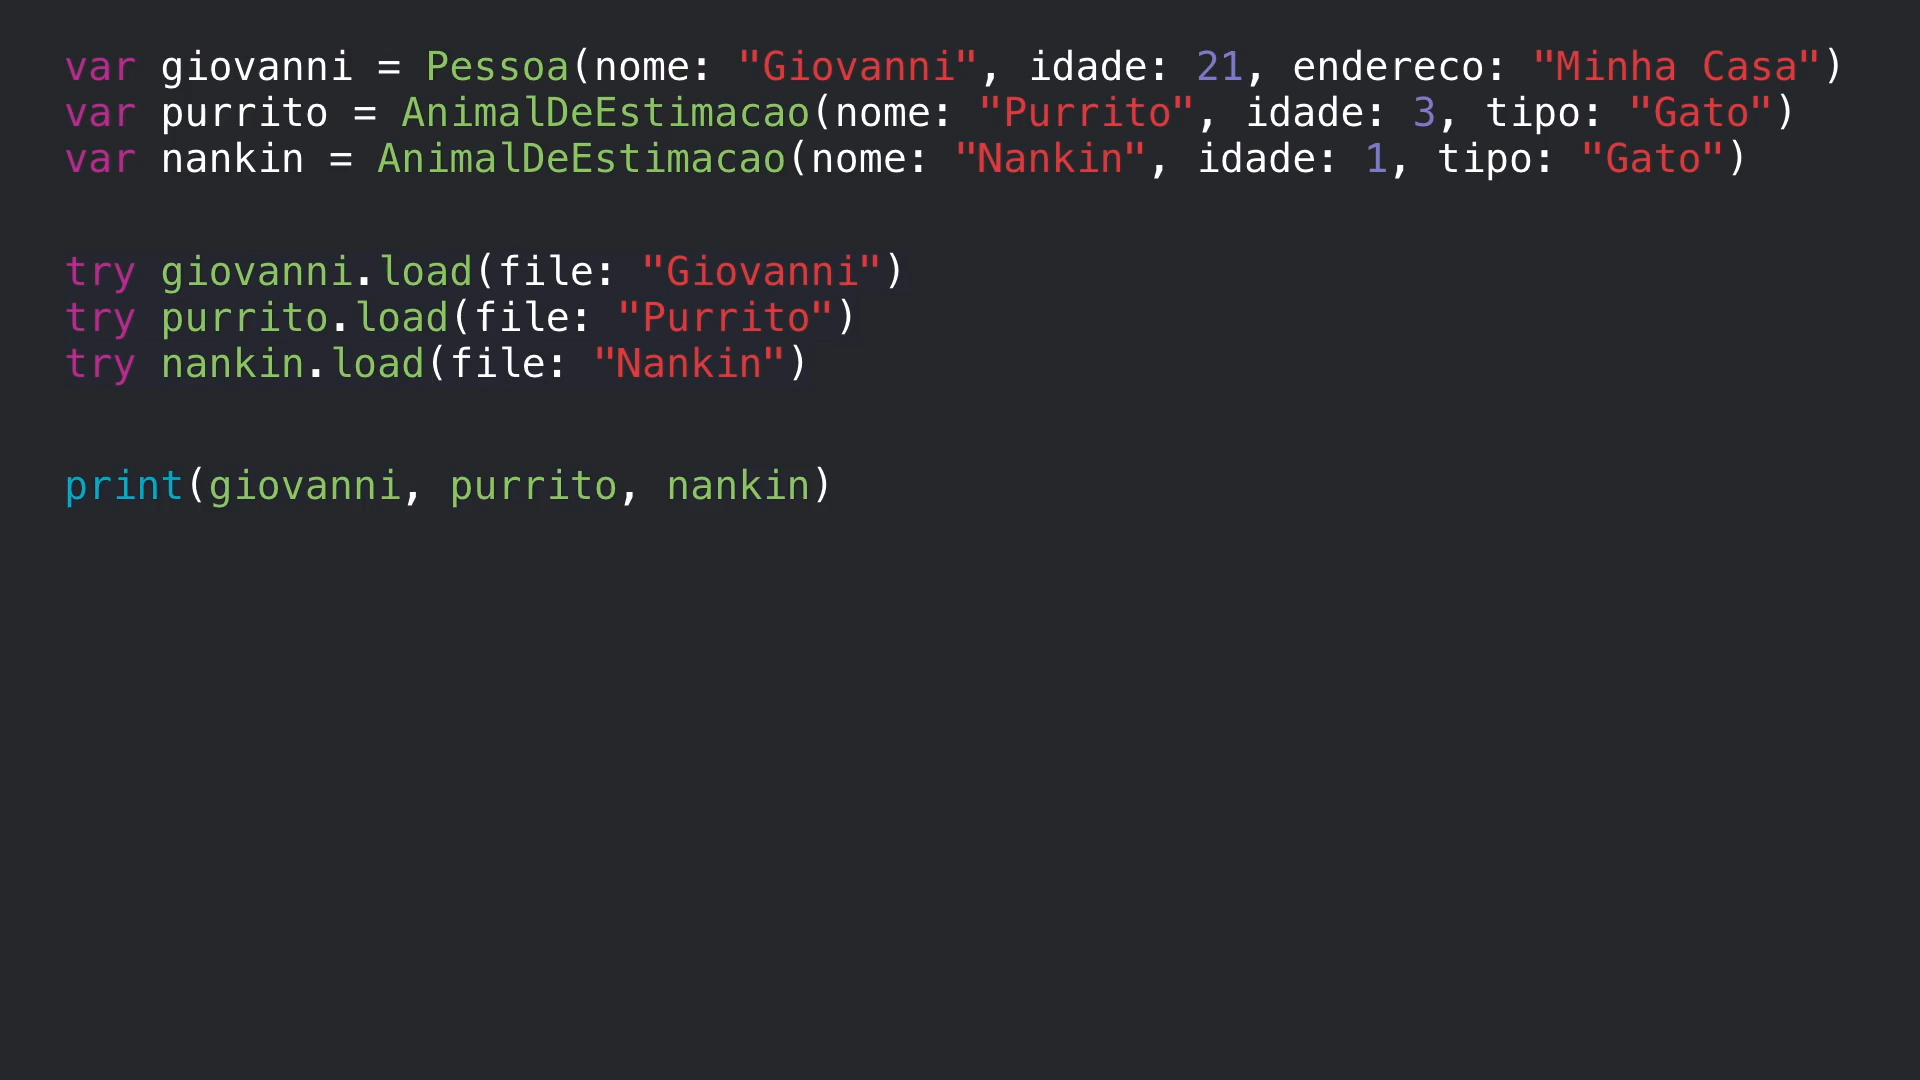 var giovanni = Pessoa(nome: "Giovanni", idade: 21, endereco: "Minha Casa")
var purrito = AnimalDeEstimacao(nome: "Purrito", idade: 3, tipo: "Gato")
var nankin = AnimalDeEstimacao(nome: "Nankin", idade: 1, tipo: "Gato")
try giovanni.load(file: "Giovanni")
try purrito.load(file: "Purrito")
try nankin.load(file: "Nankin")
print(giovanni, purrito, nankin)